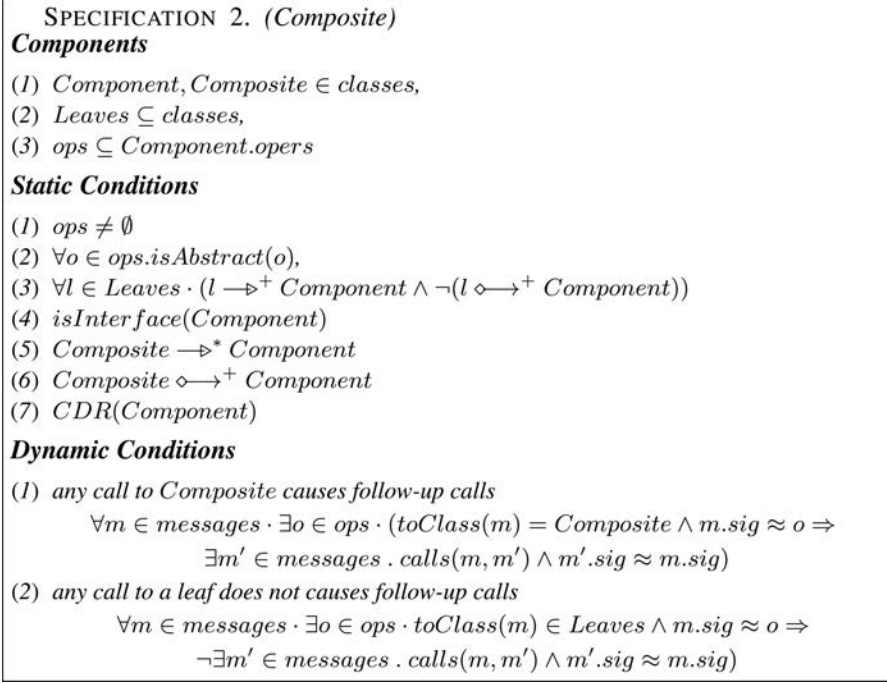 SPECIFICATION 2. (Composite)
Components
(1) Component, Composite ∈ classes,
(2) Leaves ⊆ classes,
(3) ops ⊆ Component.opers
Static Conditions
(1) ops ≠ ∅
(2) ∀o ∈ ops.isAbstract(o),
(3) ∀l ∈ Leaves · (l —▹⁺ Component ∧ ¬(l ⋄⟶⁺ Component))
(4) isInterface(Component)
(5) Composite —▹* Component
(6) Composite ⋄⟶⁺ Component
(7) CDR(Component)
Dynamic Conditions
(1) any call to Composite causes follow-up calls
∀m ∈ messages · ∃o ∈ ops · (toClass(m) = Composite ∧ m.sig ≈ o ⇒
∃m′ ∈ messages . calls(m, m′) ∧ m′.sig ≈ m.sig)
(2) any call to a leaf does not causes follow-up calls
∀m ∈ messages · ∃o ∈ ops · toClass(m) ∈ Leaves ∧ m.sig ≈ o ⇒
¬∃m′ ∈ messages . calls(m, m′) ∧ m′.sig ≈ m.sig)